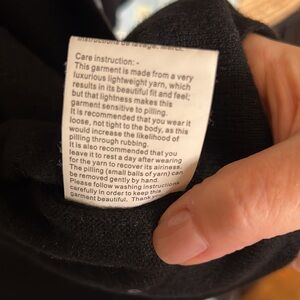 instructions de lavage. Merci.
Care instruction: -
This garment is made from a very
luxurious lightweight yarn, which
results in its beautiful fit and feel;
but that lightness makes this
garment sensitive to pilling.
It is recommended that you wear it
loose, not tight to the body, as this
would increase the likelihood of
pilling through rubbing.
It is also recommended that you
leave it to rest a day after wearing
for the yarn to recover its airiness.
The pilling (small balls of yarn) can
be removed gently by hand.
Please follow washing instructions
carefully in order to keep this
garment beautiful. Thank you